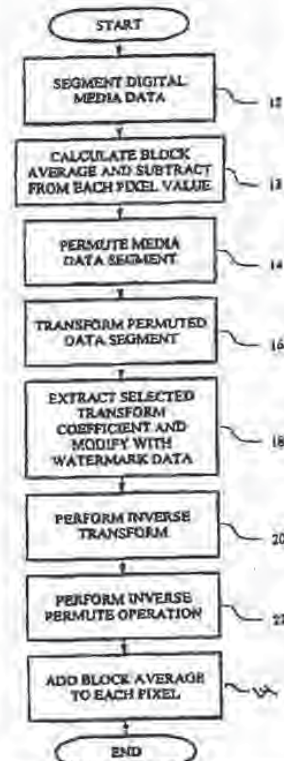 START
SEGMENT DIGITAL
MEDIA DATA
12
CALCULATE BLOCK
AVERAGE AND SUBTRACT
FROM EACH PIXEL VALUE
13
PERMUTE MEDIA
DATA SEGMENT
14
TRANSFORM PERMUTED
DATA SEGMENT
16
EXTRACT SELECTED
TRANSFORM
COEFFICIENT AND
MODIFY WITH
WATERMARK DATA
18
PERFORM INVERSE
TRANSFORM
20
PERFORM INVERSE
PERMUTE OPERATION
22
ADD BLOCK AVERAGE
TO EACH PIXEL
END